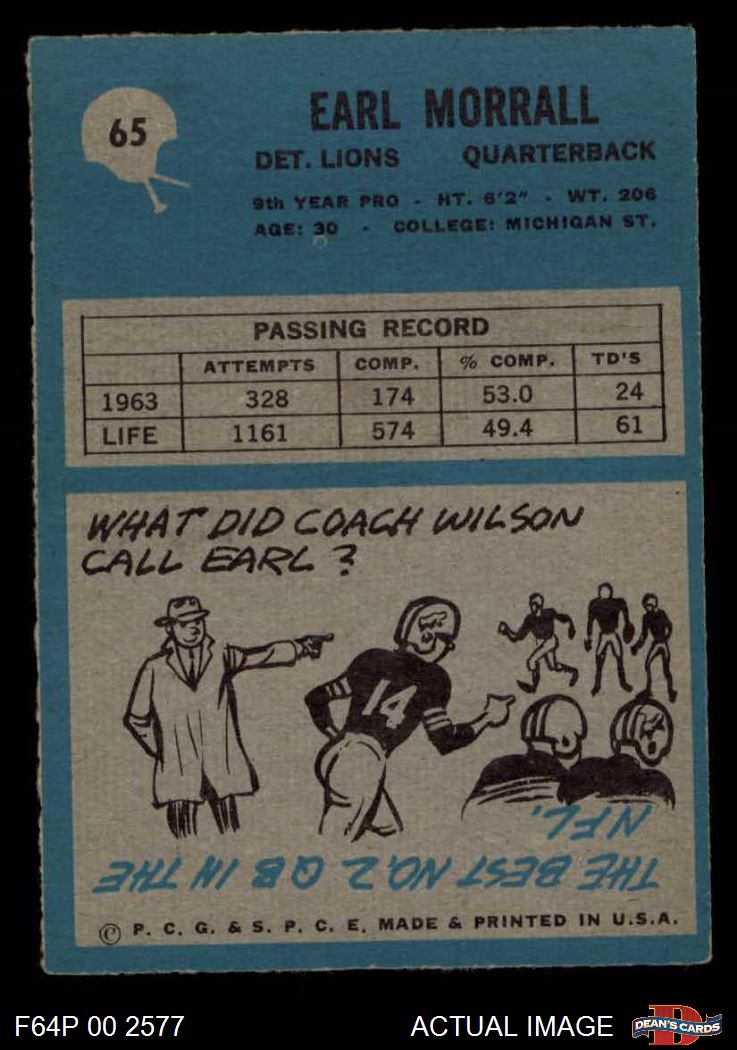 65
EARL MORRALL
DET. LIONS QUARTERBACK
9th YEAR PRO - HT. 6'2" - WT. 206
AGE: 30 - COLLEGE: MICHIGAN ST.
PASSING RECORD
ATTEMPTS COMP. % COMP. TD'S
1963 328 174 53.0 24
LIFE 1161 574 49.4 61
WHAT DID COACH WILSON
CALL EARL?
14
THE BEST NO. 2 QB IN THE
NFL.
© P. C. G. & S. P. C. E. MADE & PRINTED IN U.S.A.
F64P 00 2577 ACTUAL IMAGE
DEAN'S CARDS